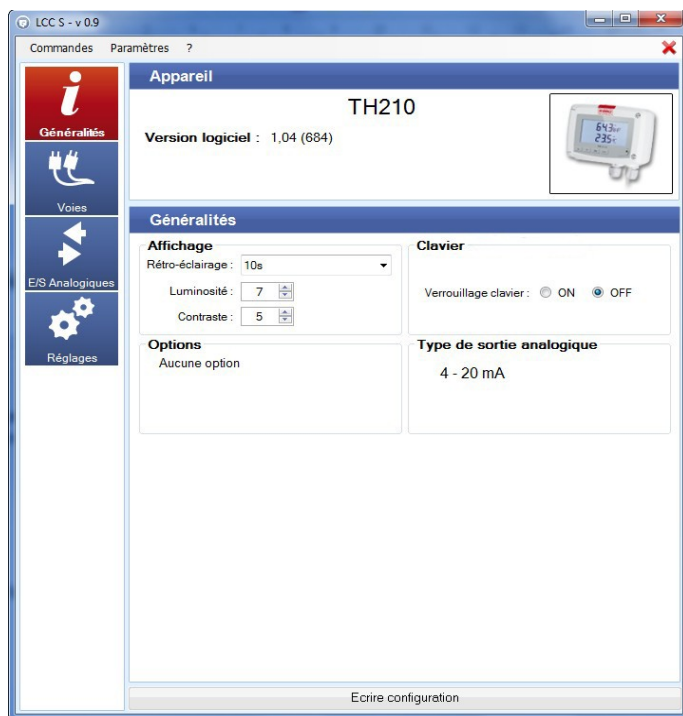 LCC S - v 0.9
Commandes Paramètres ?
Généralités
Voies
E/S Analogiques
Réglages
Appareil
TH210
Version logiciel : 1,04 (684)
Généralités
Affichage
Rétro-éclairage : 10s
Luminosité : 7
Contraste : 5
Clavier
Verrouillage clavier : ON OFF
Options
Aucune option
Type de sortie analogique
4 - 20 mA
Ecrire configuration